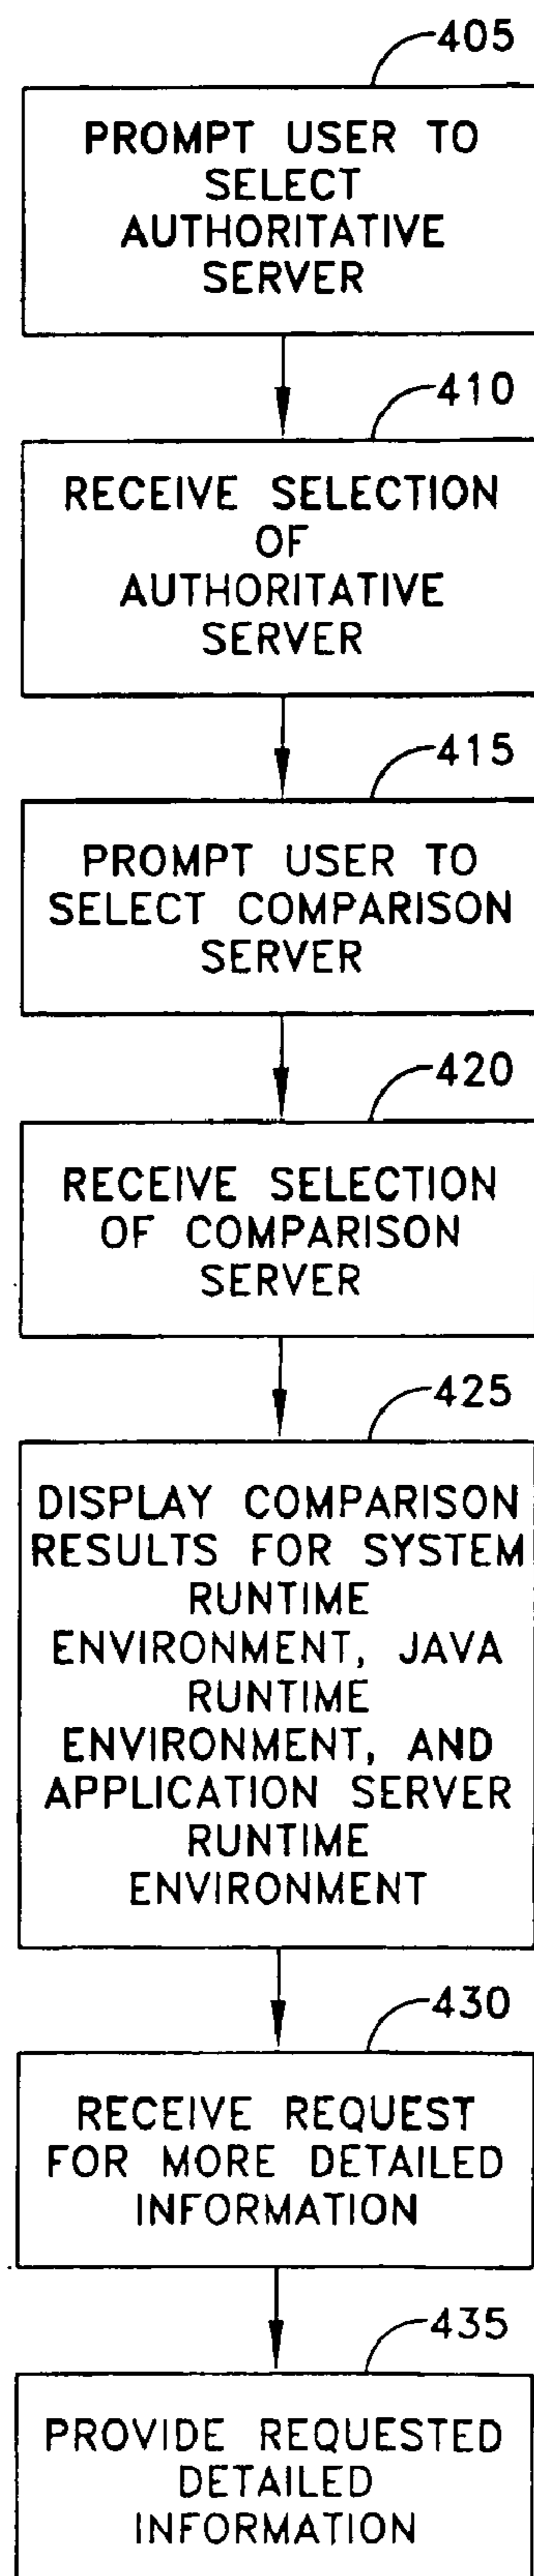 405
PROMPT USER TO
SELECT
AUTHORITATIVE
SERVER
410
RECEIVE SELECTION
OF
AUTHORITATIVE
SERVER
415
PROMPT USER TO
SELECT COMPARISON
SERVER
420
RECEIVE SELECTION
OF COMPARISON
SERVER
425
DISPLAY COMPARISON
RESULTS FOR SYSTEM
RUNTIME
ENVIRONMENT, JAVA
RUNTIME
ENVIRONMENT, AND
APPLICATION SERVER
RUNTIME
ENVIRONMENT
430
RECEIVE REQUEST
FOR MORE DETAILED
INFORMATION
435
PROVIDE REQUESTED
DETAILED
INFORMATION